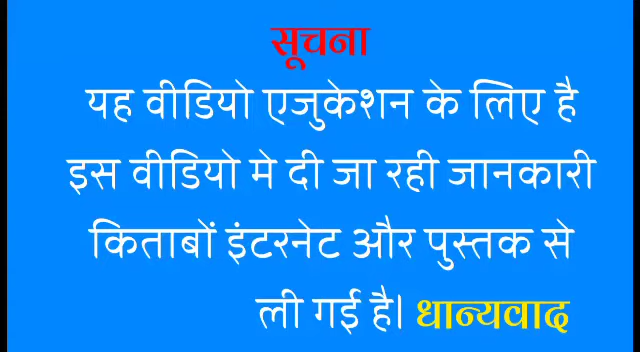 सूचना
यह वीडियो एजुकेशन के लिए है
इस वीडियो मे दी जा रही जानकारी
किताबों इंटरनेट और पुस्तक से
ली गई है। धान्यवाद